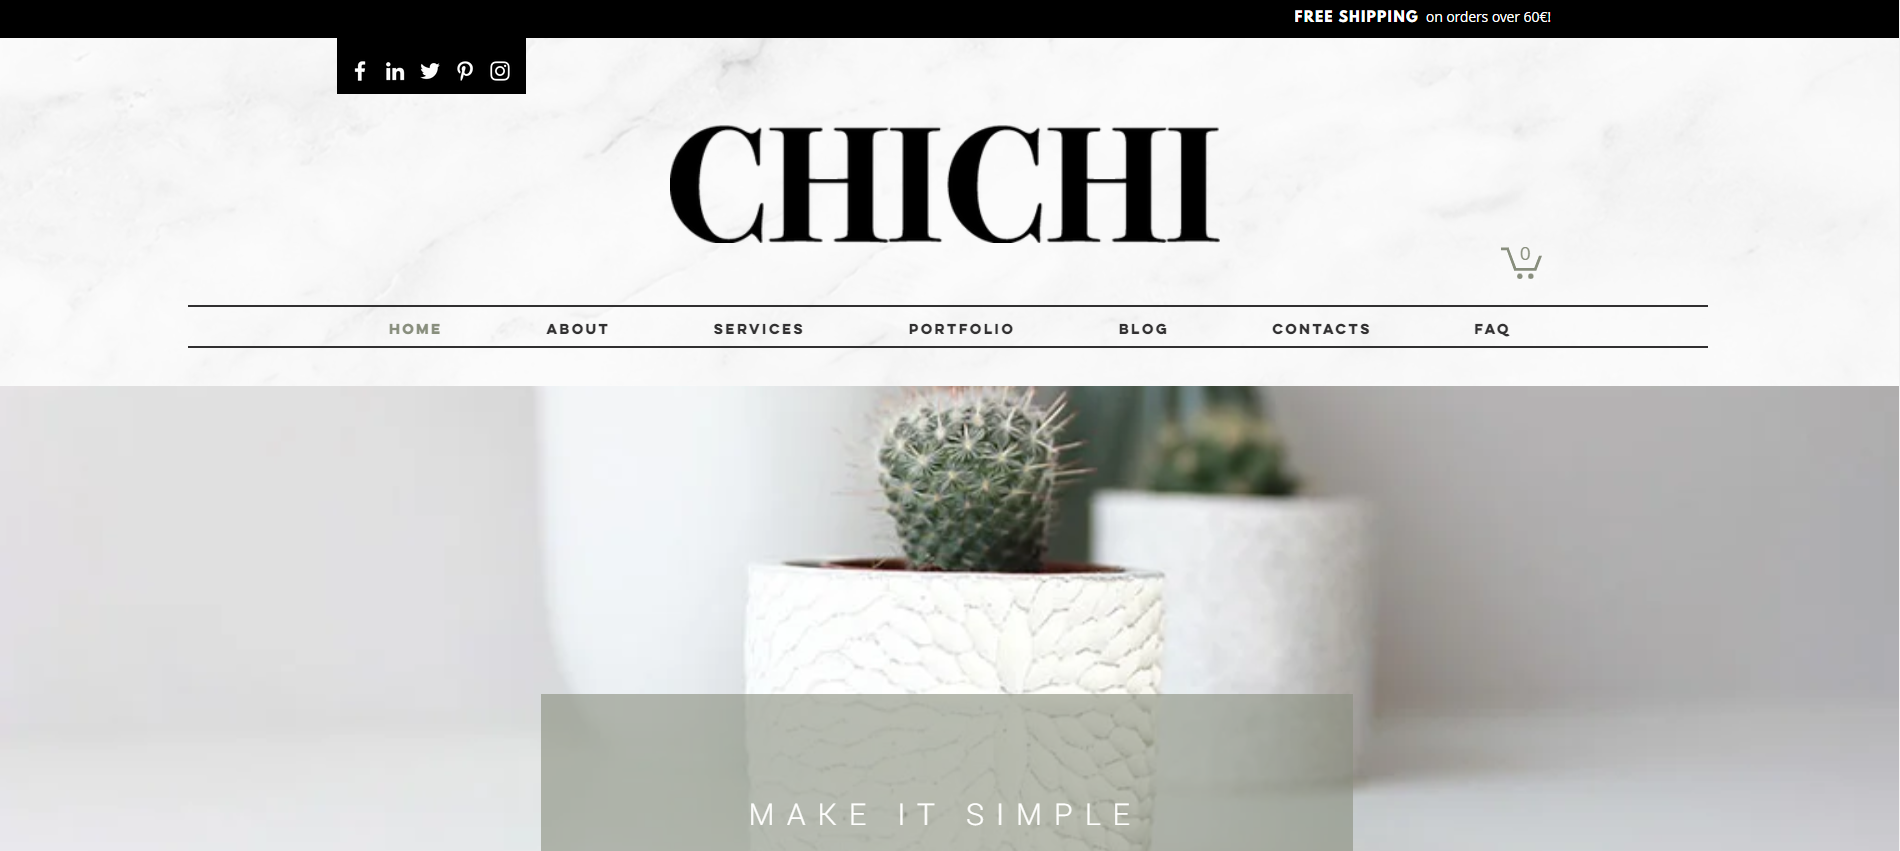 FREE SHIPPING on orders over 60€!
CHICHI
0
HOME ABOUT SERVICES PORTFOLIO BLOG CONTACTS FAQ
MAKE IT SIMPLE